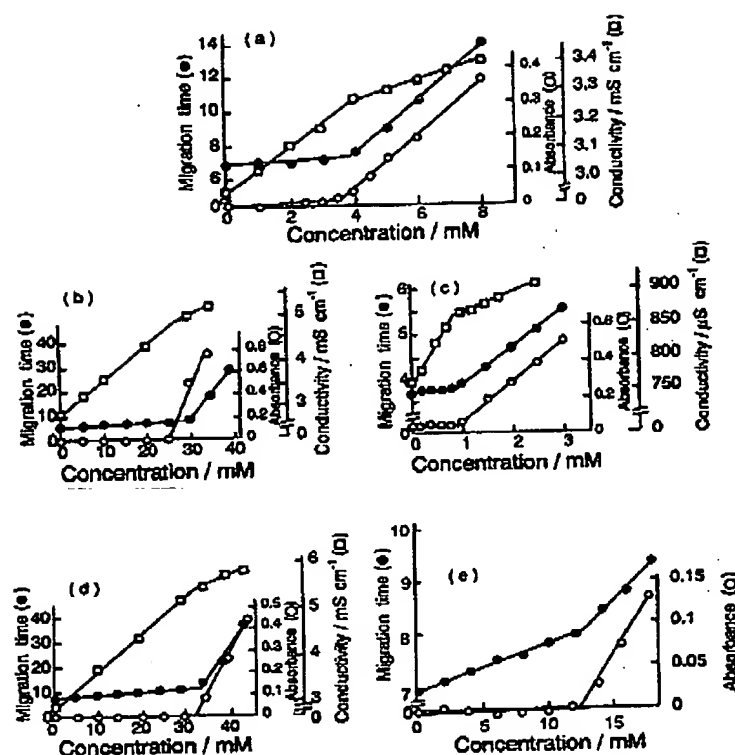 (a)
Migration time (●)
14
12
10
8
6
0
0 2 4 6 8
Concentration / mM
Absorbance (○)
0.4
0.3
0.2
0.1
0
Conductivity / mS cm⁻¹ (□)
3.4
3.3
3.2
3.1
3.0
0
(b)
Migration time (●)
40
30
20
10
0
0 10 20 30 40
Concentration / mM
Absorbance (○)
0.8
0.6
0.4
0.2
0
Conductivity / mS cm⁻¹ (□)
6
4
2
0
(c)
Migration time (●)
6
5
4
0
0 1 2 3
Concentration / mM
Absorbance (○)
0.6
0.4
0.2
0
Conductivity / μS cm⁻¹ (□)
900
850
800
750
0
(d)
Migration time (●)
40
30
20
10
0
0 10 20 30 40
Concentration / mM
Absorbance (○)
0.5
0.4
0.3
0.2
0.1
0
Conductivity / mS cm⁻¹ (□)
6
5
4
3
0
(e)
Migration time (●)
10
9
8
7
0
0 5 10 15
Concentration / mM
Absorbance (○)
0.15
0.1
0.05
0